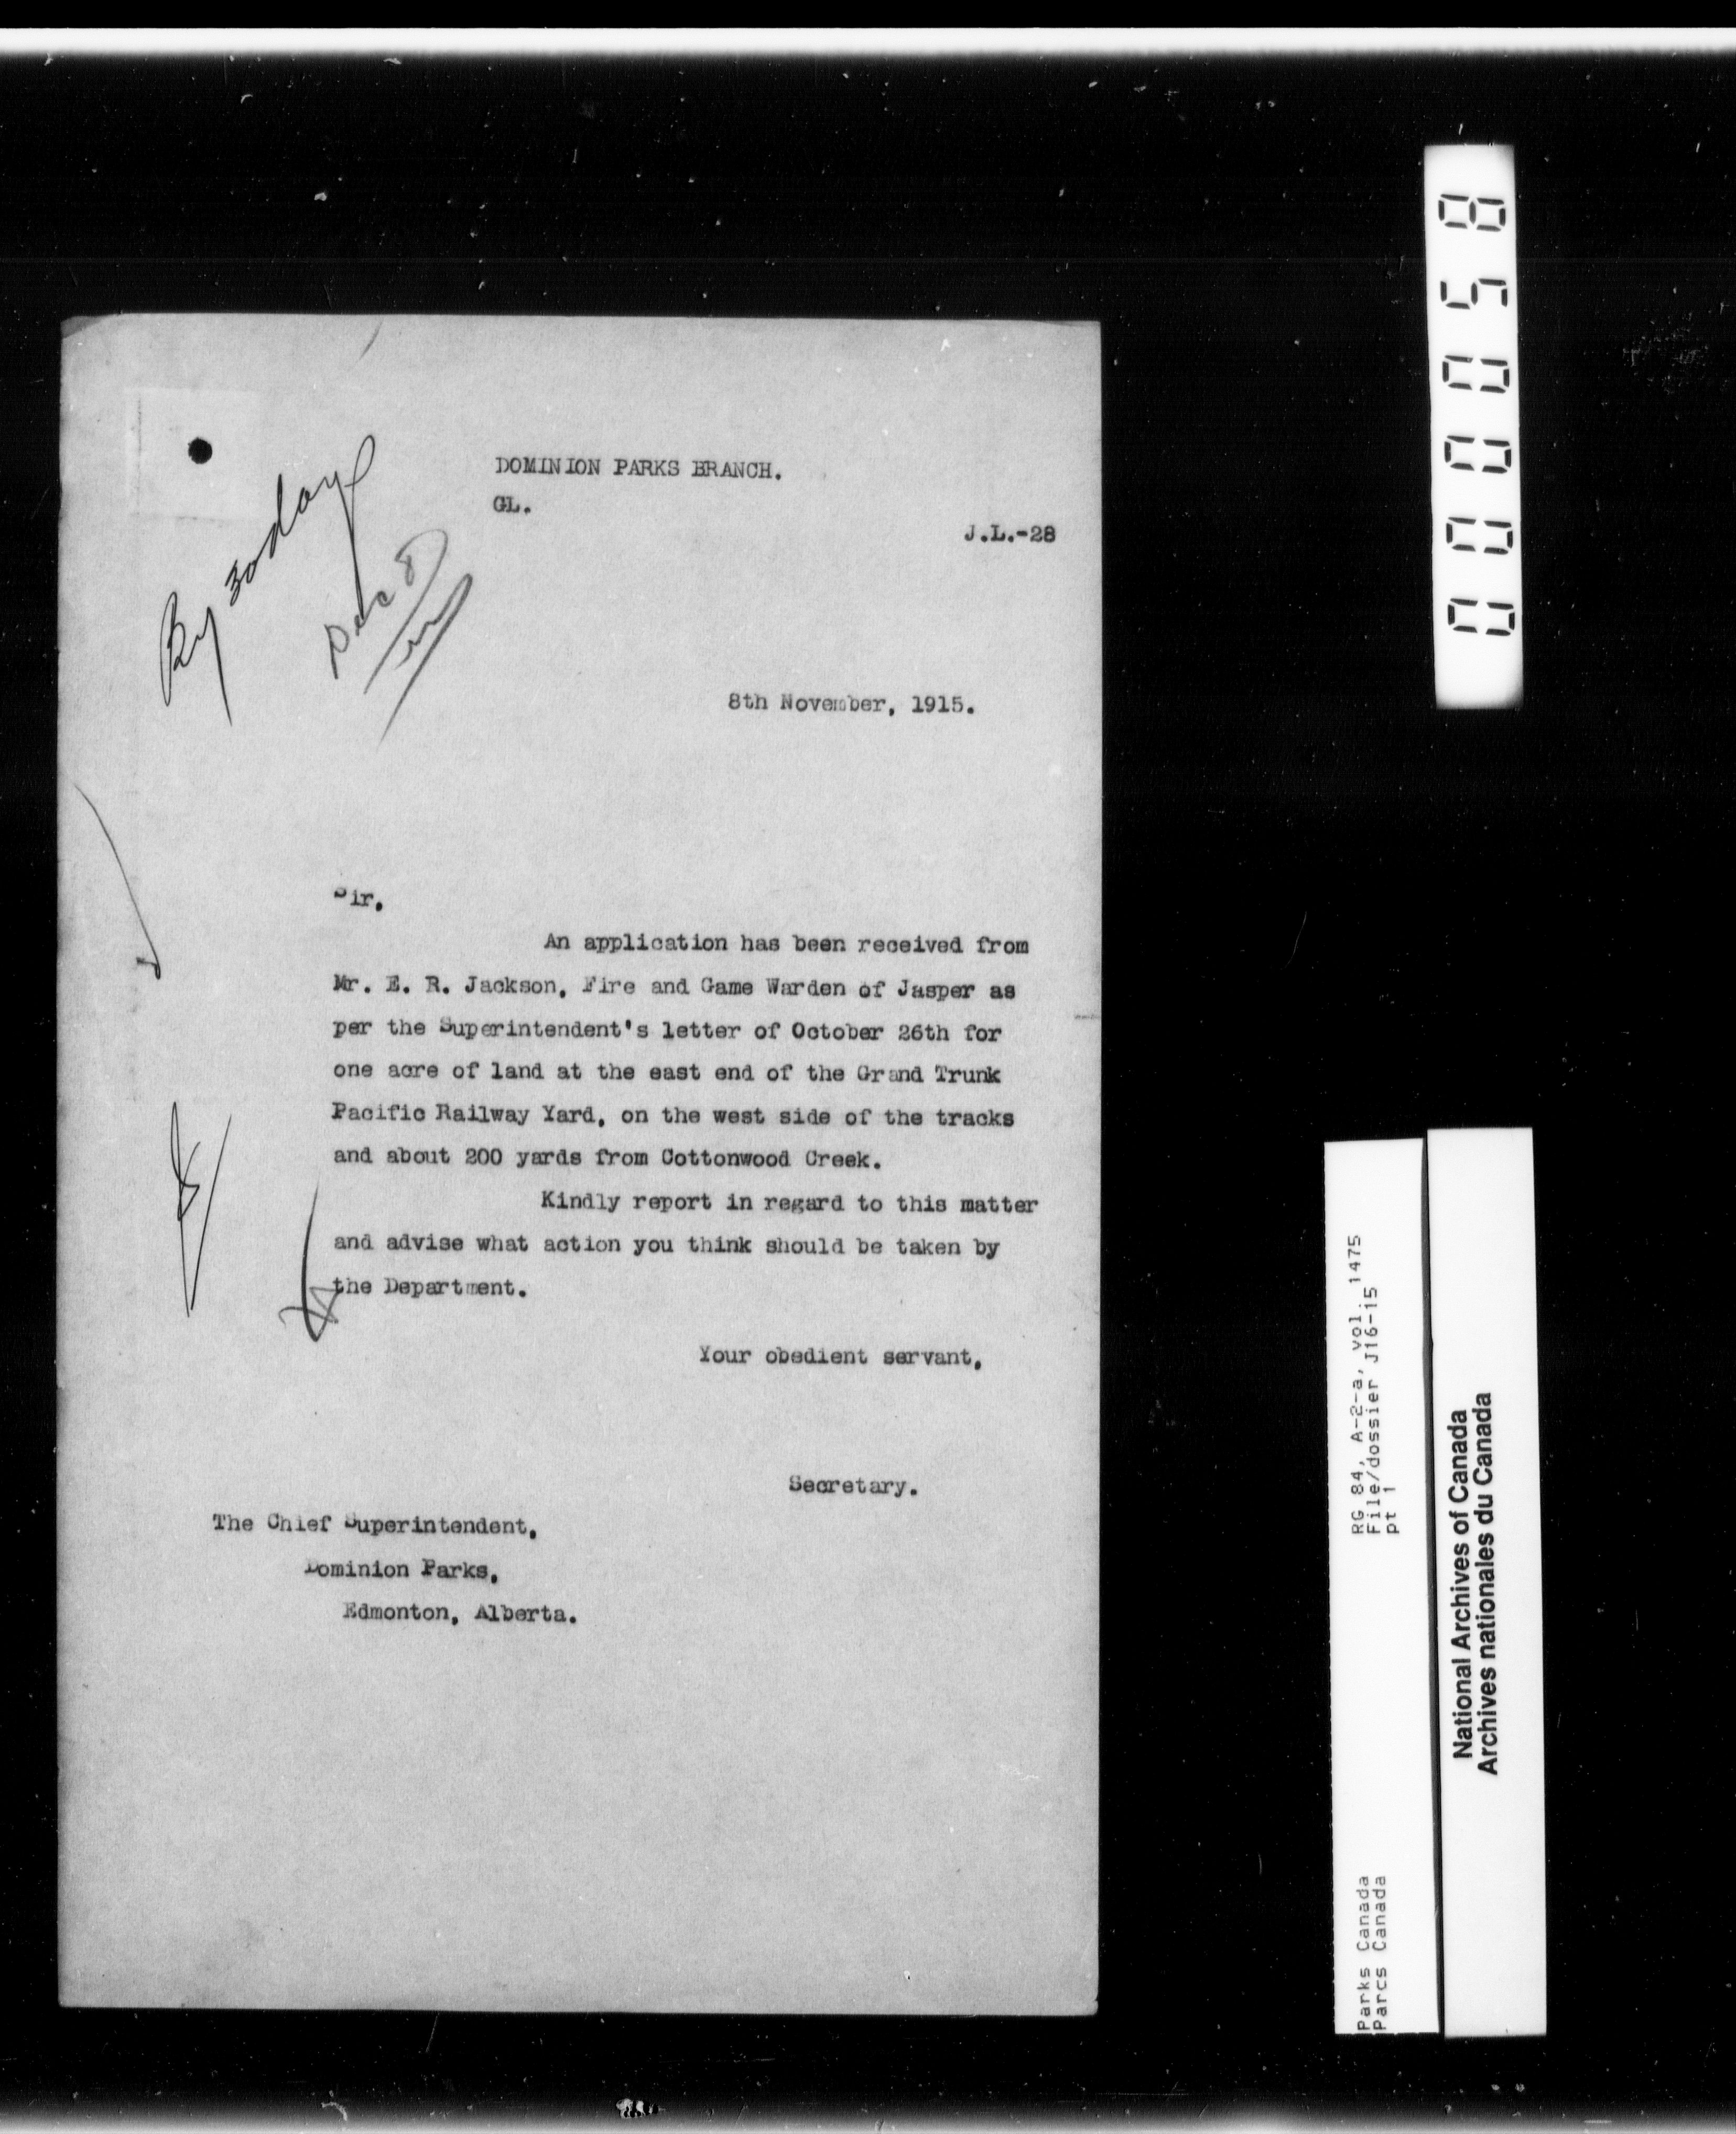 DOMINION PARKS BRANCH.
GL.
J.L.-28
By 30 days
Dec 8
8th November, 1915.
Sir,
An application has been received from
Mr. E. R. Jackson, Fire and Game Warden of Jasper as
per the Superintendent's letter of October 26th for
one acre of land at the east end of the Grand Trunk
Pacific Railway Yard, on the west side of the tracks
and about 200 yards from Cottonwood Creek.
Kindly report in regard to this matter
and advise what action you think should be taken by
the Department.
Your obedient servant,
Secretary.
The Chief Superintendent,
Dominion Parks,
Edmonton, Alberta.
000058
RG 84, A-2-a, vol. 1475
File/dossier J16-15
pt 1
Parks Canada
Parcs Canada
National Archives of Canada
Archives nationales du Canada